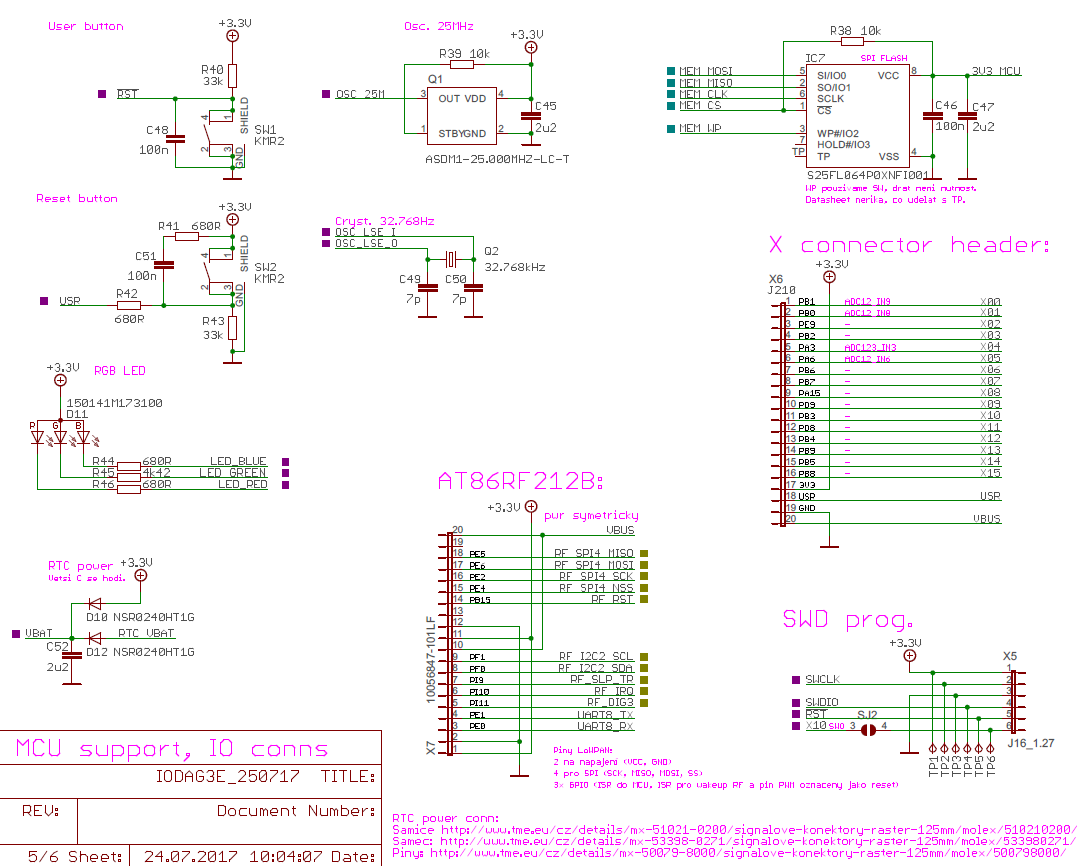 User button
+3.3V
R40
33k
RST
C48
100n
SHIELD
4 1
2 3
SW1
KMR2
GND
Osc. 25MHz
+3.3V
R39 10k
Q1
OSC_25M
3 OUT VDD 4
1 STBY GND 2
C45
2u2
ASDM1-25.000MHZ-LC-T
R38 10k
IC7
SPI FLASH
MEM_MOSI 5 SI/IO0 VCC 8 3V3_MCU
MEM_MISO 2 SO/IO1
MEM_CLK 6 SCLK
MEM_CS 1 CS
MEM_WP 3 WP#/IO2
7 HOLD#/IO3
TP TP VSS 4
C46
100n
C47
2u2
S25FL064P0XNFI001
WP pouzivame SW, drat neni nutnost.
Datasheet nerika, co udelat s TP.
Reset button
+3.3V
R41 680R
C51
100n
SHIELD
4 1
2 3
SW2
KMR2
GND
USP
R42
680R
R43
33k
Cryst. 32.768Hz
OSC_LSE_I
OSC_LSE_O
Q2
32.768kHz
C49
7p
C50
7p
X connector header:
+3.3V
X6
J210
1 PB1 ADC12_IN9 X00
2 PB0 ADC12_IN8 X01
3 PE9 - X02
4 PB2 - X03
5 PA3 ADC123_IN3 X04
6 PA6 ADC12_IN6 X05
7 PB6 - X06
8 PB7 - X07
9 PA15 - X08
10 PD9 - X09
11 PB3 - X10
12 PD8 - X11
13 PB4 - X12
14 PB9 - X13
15 PB5 - X14
16 PB8 - X15
17 3V3
18 USP USP
19 GND
20 VBUS
+3.3V
RGB LED
150141M173100
D11
R G B
R44 680R LED_BLUE
R45 4k42 LED_GREEN
R46 680R LED_RED
AT86RF212B:
+3.3V
pwr symetricky
20 VBUS
19
18 PE5 RF_SPI4_MISO
17 PE6 RF_SPI4_MOSI
16 PE2 RF_SPI4_SCK
15 PE4 RF_SPI4_NSS
14 PB15 RF_RST
13
12
11
10
9 PF1 RF_I2C2_SCL
8 PF0 RF_I2C2_SDA
7 PI9 RF_SLP_TR
6 PI10 RF_IRQ
5 PI11 RF_DIG3
4 PE1 UART8_TX
3 PE0 UART8_RX
2
1
10056847-101LF
X7
Piny LoWPAN:
2 na napajeni (VCC, GND)
4 pro SPI (SCK, MISO, MOSI, SS)
3x GPIO (ISR do MCU, ISP pro wakeup RF a pin PWM oznaceny jako reset)
RTC power
+3.3V
Vetsi C se hodi.
D10 NSR0240HT1G
VBAT
RTC_VBAT
C52
2u2
D12 NSR0240HT1G
SWD prog.
+3.3V
X5
1
SWCLK 2
3
SWDIO 4
RST 5
X10 SWO 3 SJ2 4 6
J16_1.27
TP1
TP2
TP3
TP4
TP5
TP6
MCU support, IO conns
IODAG3E_250717 TITLE:
REV:
Document Number:
5/6 Sheet:
24.07.2017 10:04:07 Date:
RTC power conn:
Samice http://www.tme.eu/cz/details/mx-51021-0200/signalove-konektory-raster-125mm/molex/510210200/
Samec: http://www.tme.eu/cz/details/mx-53398-0271/signalove-konektory-raster-125mm/molex/533980271/
Piny: http://www.tme.eu/cz/details/mx-50079-8000/signalove-konektory-raster-125mm/molex/500798000/